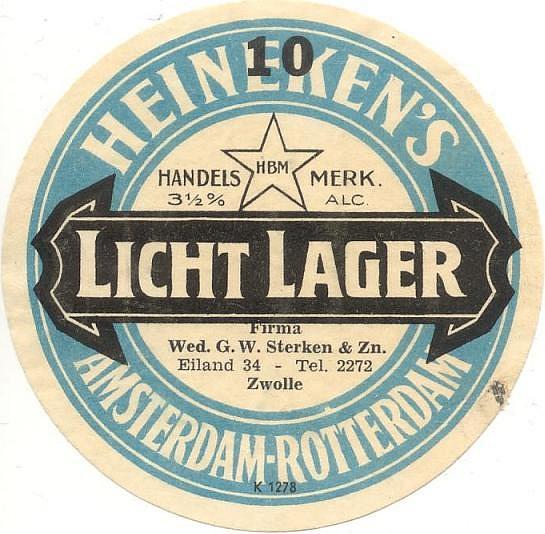 10
HEINEKEN'S
HBM
HANDELS MERK.
3½% ALC.
LICHT LAGER
Firma
Wed. G. W. Sterken & Zn.
Eiland 34 - Tel. 2272
Zwolle
AMSTERDAM-ROTTERDAM
K 1278